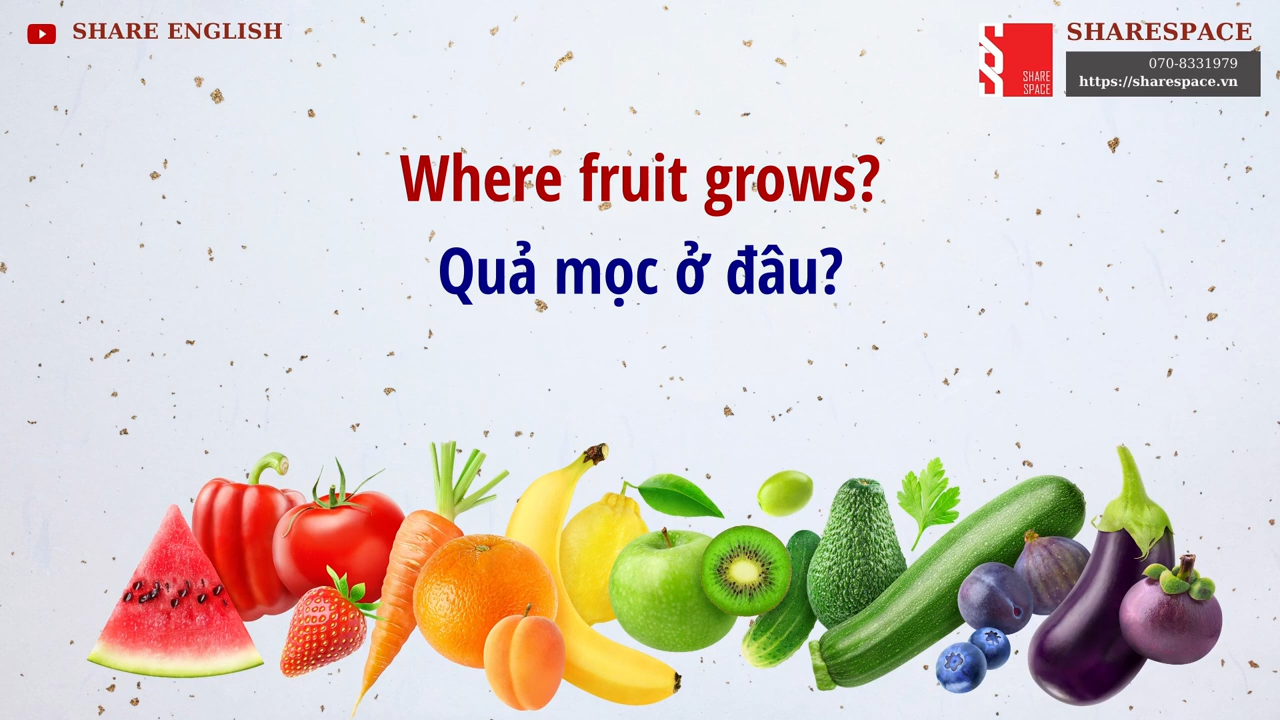 SHARE ENGLISH
SHARESPACE
070-8331979
https://sharespace.vn
SHARE
SPACE
Where fruit grows?
Quả mọc ở đâu?